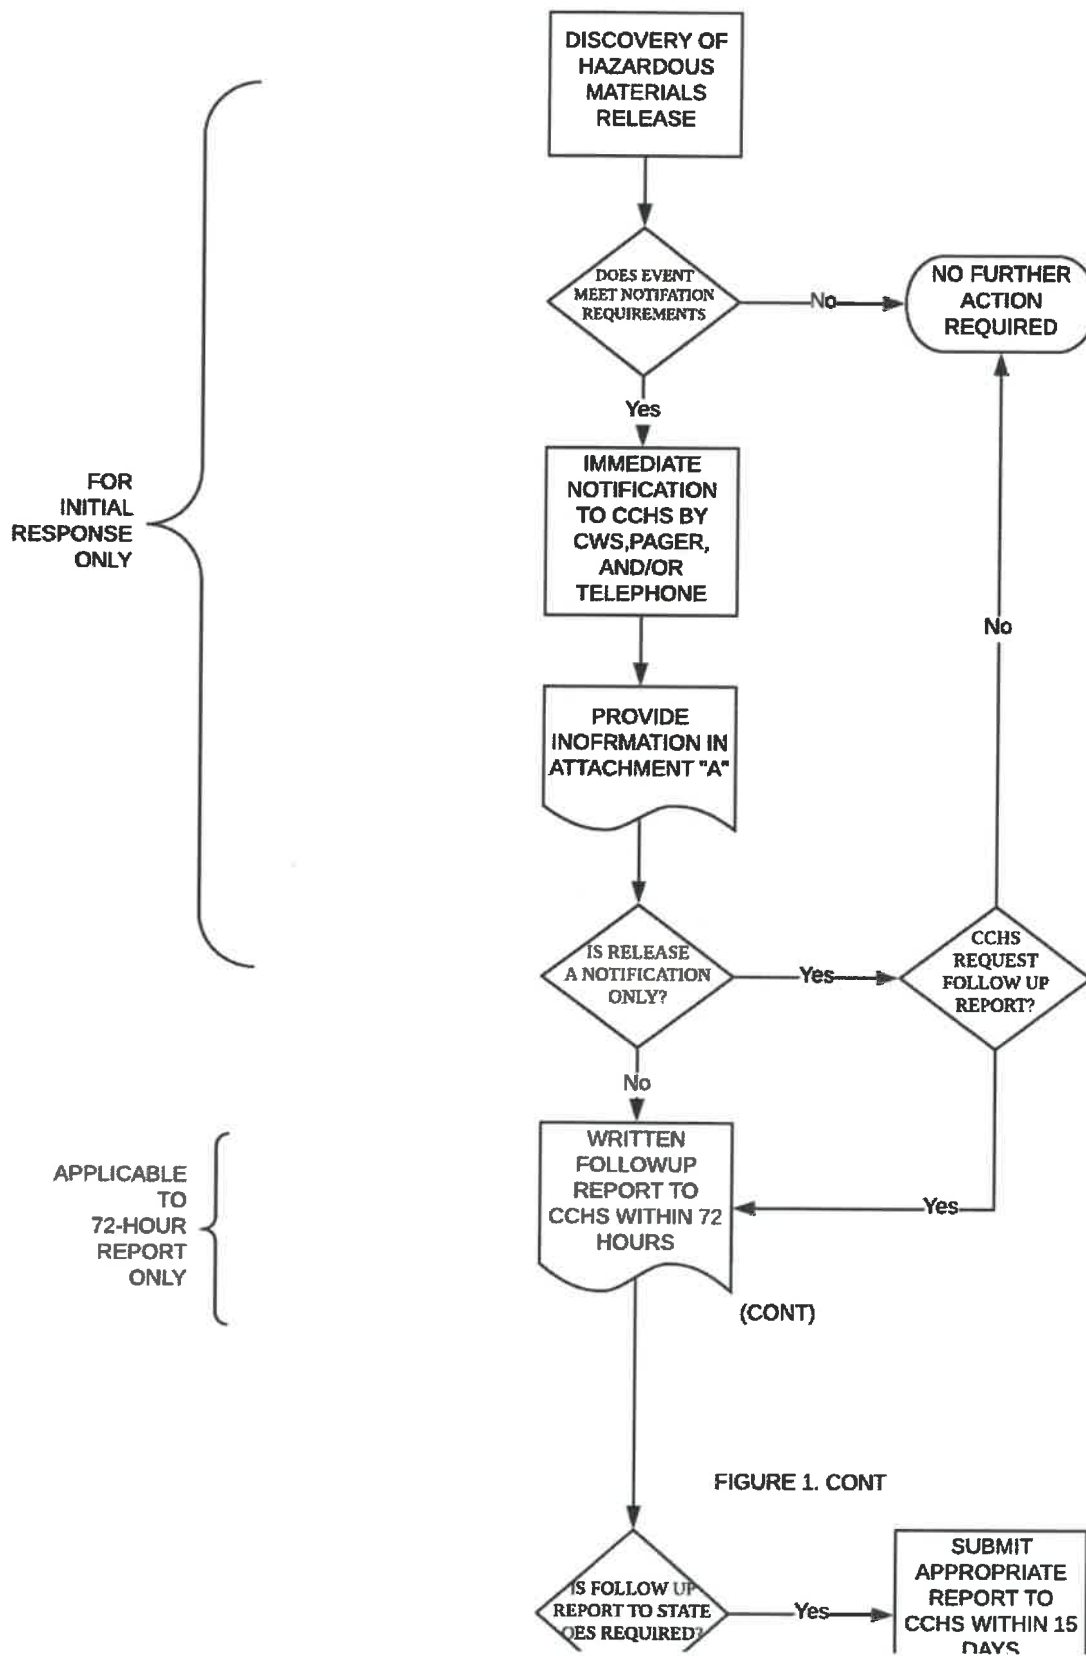 DISCOVERY OF
HAZARDOUS
MATERIALS
RELEASE
DOES EVENT
MEET NOTIFATION
REQUIREMENTS
No
NO FURTHER
ACTION
REQUIRED
Yes
FOR
INITIAL
RESPONSE
ONLY
IMMEDIATE
NOTIFICATION
TO CCHS BY
CWS,PAGER,
AND/OR
TELEPHONE
No
PROVIDE
INOFRMATION IN
ATTACHMENT "A"
IS RELEASE
A NOTIFICATION
ONLY?
Yes
CCHS
REQUEST
FOLLOW UP
REPORT?
No
APPLICABLE
TO
72-HOUR
REPORT
ONLY
WRITTEN
FOLLOWUP
REPORT TO
CCHS WITHIN 72
HOURS
Yes
(CONT)
FIGURE 1. CONT
IS FOLLOW UP
REPORT TO STATE
OES REQUIRED?
Yes
SUBMIT
APPROPRIATE
REPORT TO
CCHS WITHIN 15
DAYS